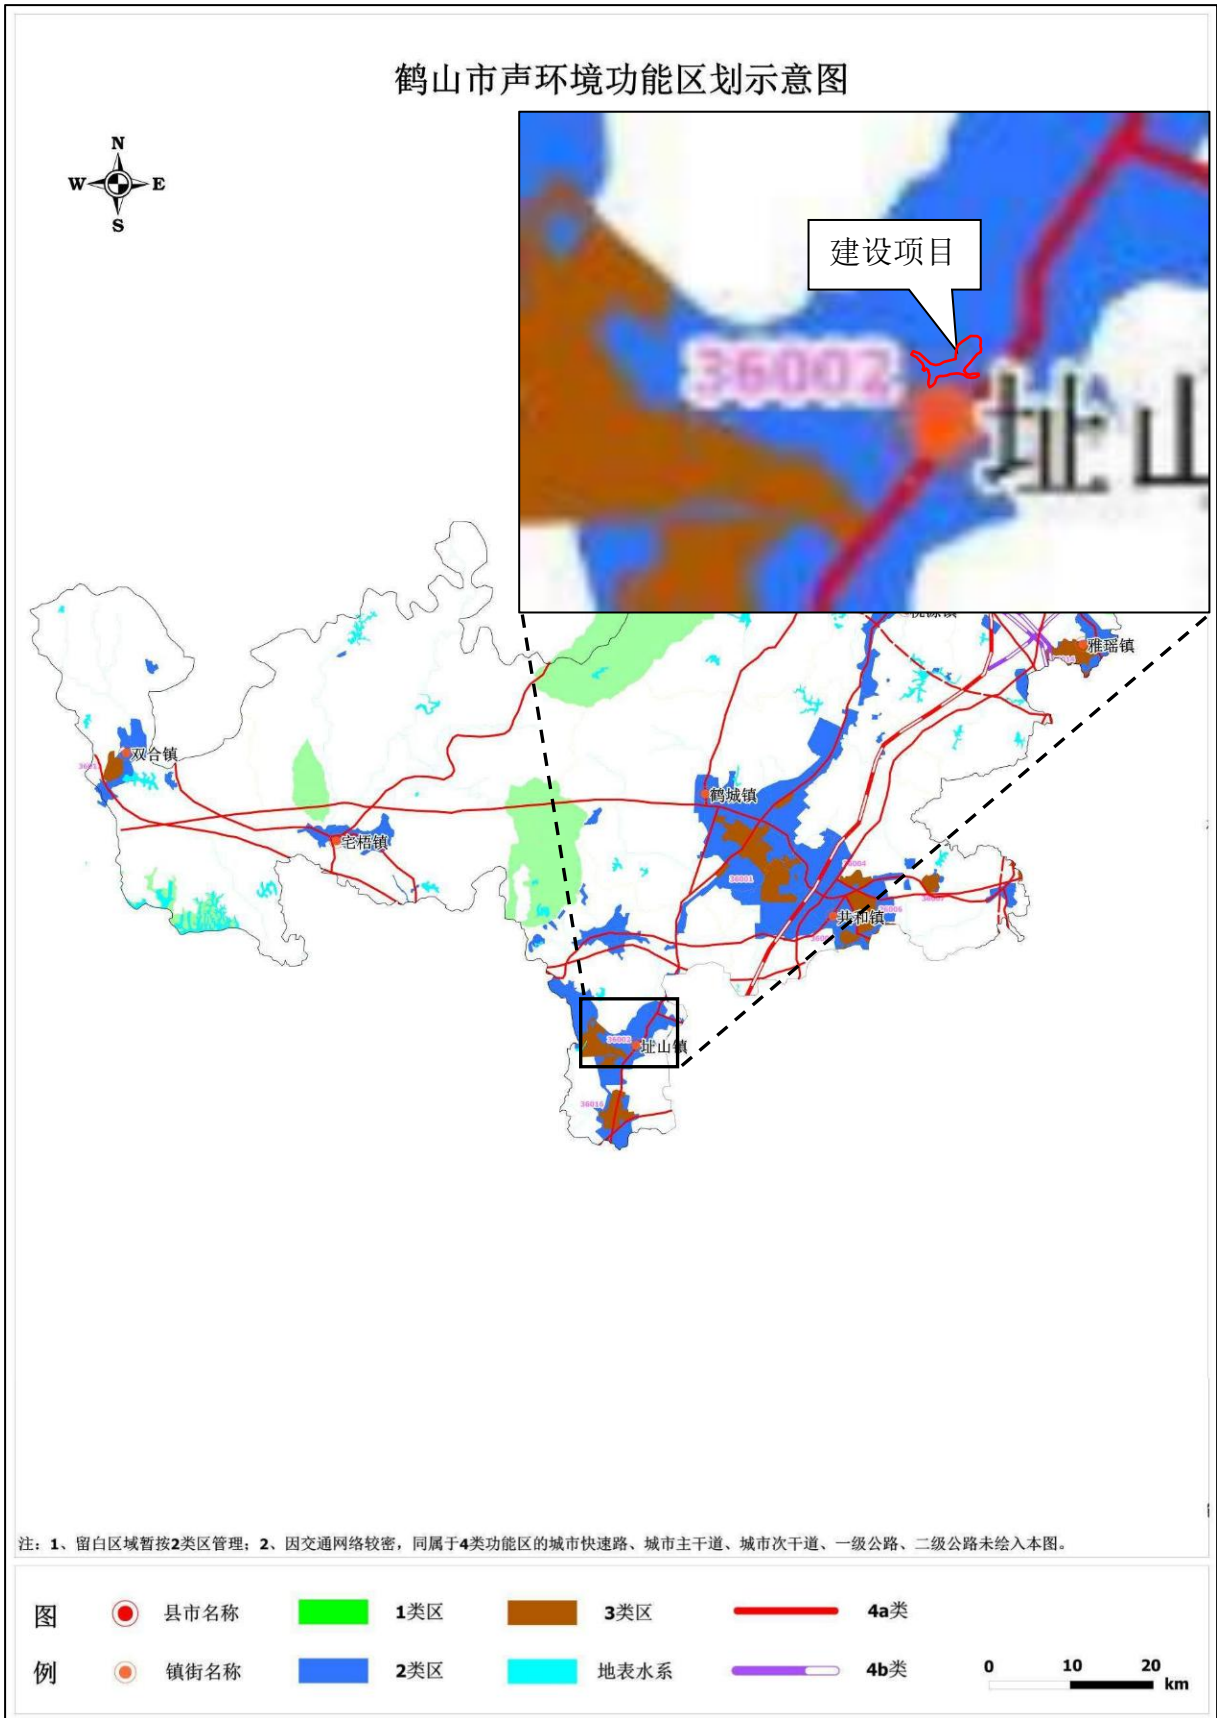 鹤山市声环境功能区划示意图
N
W E
S
建设项目
36002
址山
雅瑶镇
双合镇
鹤城镇
宅梧镇
36001
36004
共和镇
36006
36002
址山镇
36016
注：1、留白区域暂按2类区管理；2、因交通网络较密，同属于4类功能区的城市快速路、城市主干道、城市次干道、一级公路、二级公路未绘入本图。
图 县市名称 1类区 3类区 4a类
例 镇街名称 2类区 地表水系 4b类
0 10 20
km